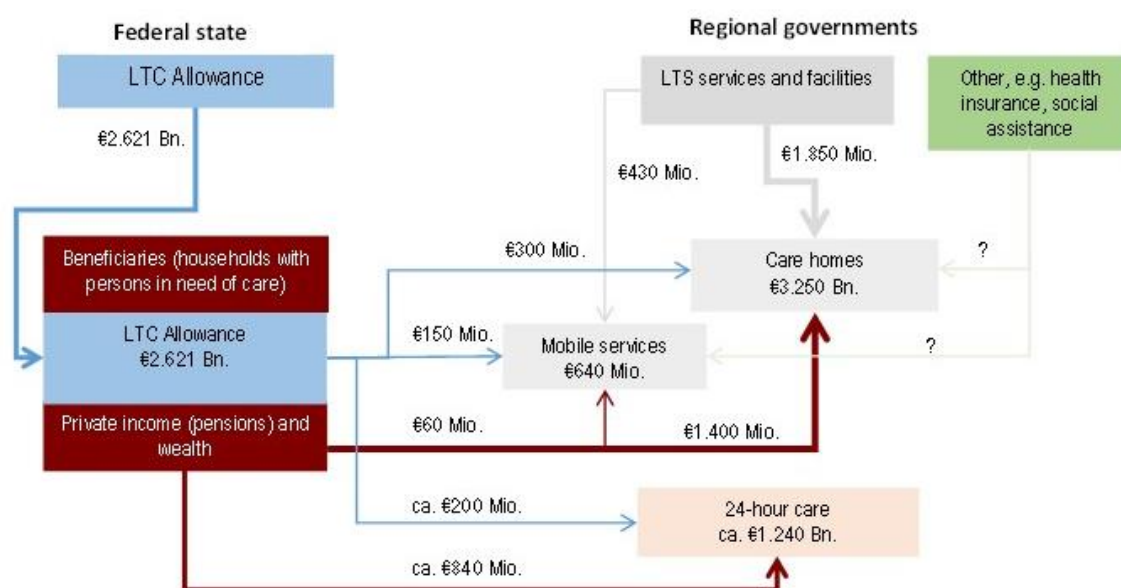 Federal state
Regional governments
LTC Allowance
LTS services and facilities
Other, e.g. health
insurance, social
assistance
€2.621 Bn.
€1.850 Mio.
€430 Mio.
Beneficiaries (households with
persons in need of care)
€300 Mio.
Care homes
€3.250 Bn.
?
LTC Allowance
€2.621 Bn.
€150 Mio.
Mobile services
€640 Mio.
?
Private income (pensions) and
wealth
€60 Mio.
€1.400 Mio.
ca. €200 Mio.
24-hour care
ca. €1.240 Bn.
ca. €840 Mio.